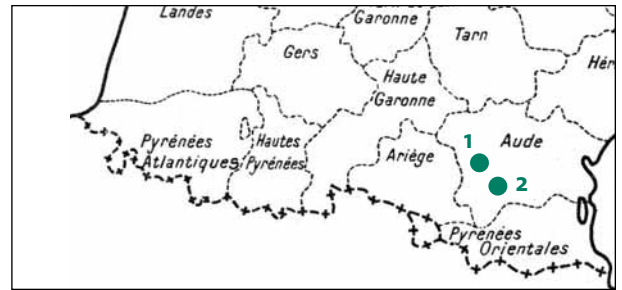 Landes
Garonne
Tarn
Gers
Hér
Haute
Garonne
Pyrénées
Atlantiques
Hautes
Pyrénées
Ariège
Aude
1
2
Pyrénées
Orientales